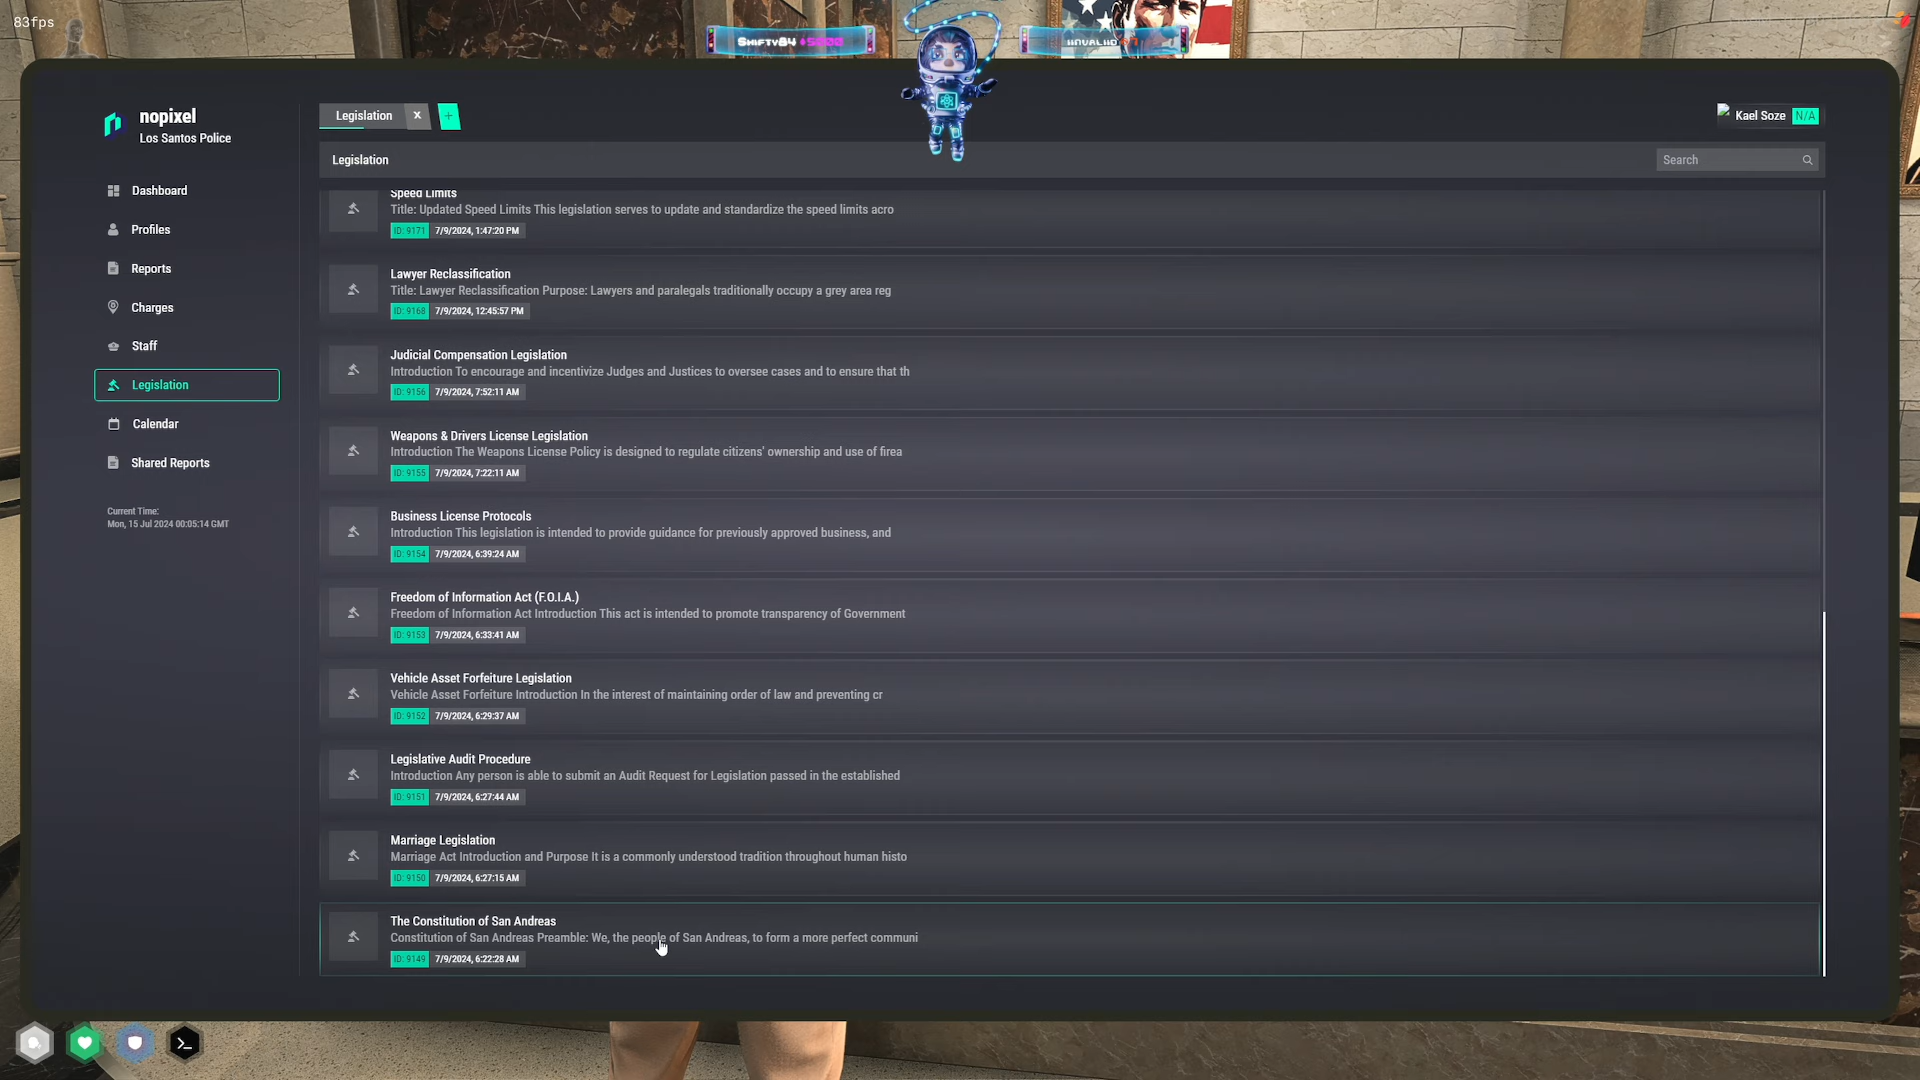 83fps
Shifty84 +5000
nopixel
Los Santos Police
Legislation x +
Kael Soze N/A
Legislation
Search
Dashboard
Profiles
Reports
Charges
Staff
Legislation
Calendar
Shared Reports
Current Time:
Mon, 15 Jul 2024 00:05:14 GMT
Speed Limits
Title: Updated Speed Limits This legislation serves to update and standardize the speed limits acro
ID: 9171 7/9/2024, 1:47:20 PM
Lawyer Reclassification
Title: Lawyer Reclassification Purpose: Lawyers and paralegals traditionally occupy a grey area reg
ID: 9168 7/9/2024, 12:45:57 PM
Judicial Compensation Legislation
Introduction To encourage and incentivize Judges and Justices to oversee cases and to ensure that th
ID: 9156 7/9/2024, 7:52:11 AM
Weapons & Drivers License Legislation
Introduction The Weapons License Policy is designed to regulate citizens' ownership and use of firea
ID: 9155 7/9/2024, 7:22:11 AM
Business License Protocols
Introduction This legislation is intended to provide guidance for previously approved business, and
ID: 9154 7/9/2024, 6:39:24 AM
Freedom of Information Act (F.O.I.A.)
Freedom of Information Act Introduction This act is intended to promote transparency of Government
ID: 9153 7/9/2024, 6:33:41 AM
Vehicle Asset Forfeiture Legislation
Vehicle Asset Forfeiture Introduction In the interest of maintaining order of law and preventing cr
ID: 9152 7/9/2024, 6:29:37 AM
Legislative Audit Procedure
Introduction Any person is able to submit an Audit Request for Legislation passed in the established
ID: 9151 7/9/2024, 6:27:44 AM
Marriage Legislation
Marriage Act Introduction and Purpose It is a commonly understood tradition throughout human histo
ID: 9150 7/9/2024, 6:27:15 AM
The Constitution of San Andreas
Constitution of San Andreas Preamble: We, the people of San Andreas, to form a more perfect communi
ID: 9149 7/9/2024, 6:22:28 AM